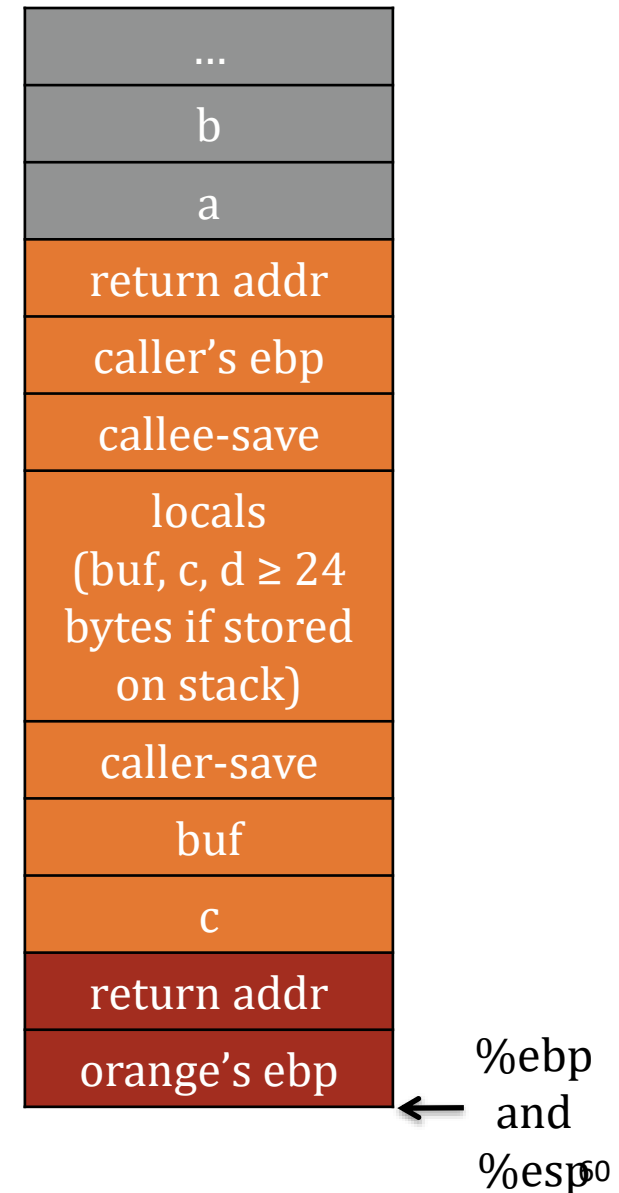 ...
b
a
return addr
caller’s ebp
callee-save
locals
(buf, c, d ≥ 24
bytes if stored
on stack)
caller-save
buf
c
return addr
orange’s ebp
%ebp
and
%esp
60